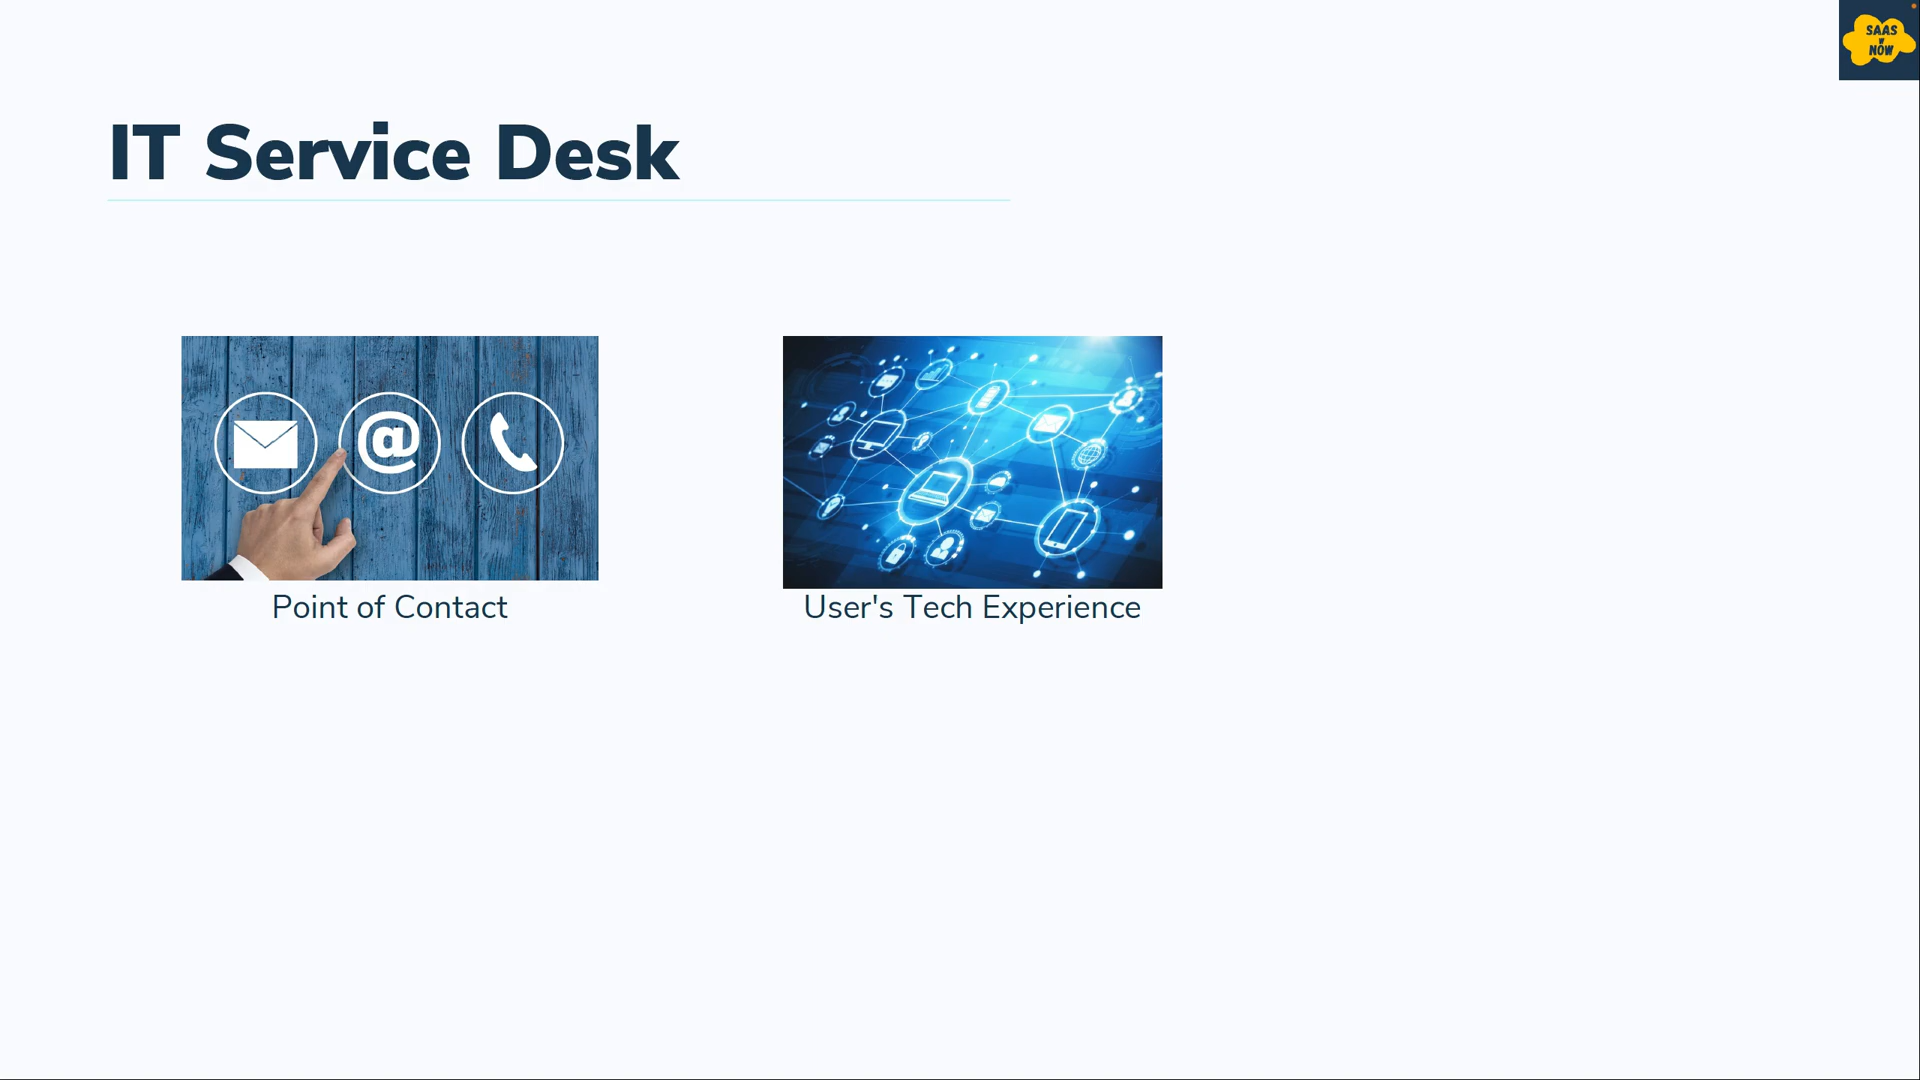 SAAS
W
NOW
IT Service Desk
@
Point of Contact
User's Tech Experience